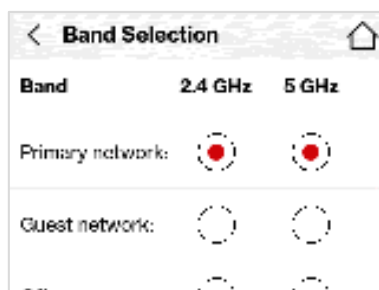 Band Selection
Band 2.4 GHz 5 GHz
Primary network:
Guest network: